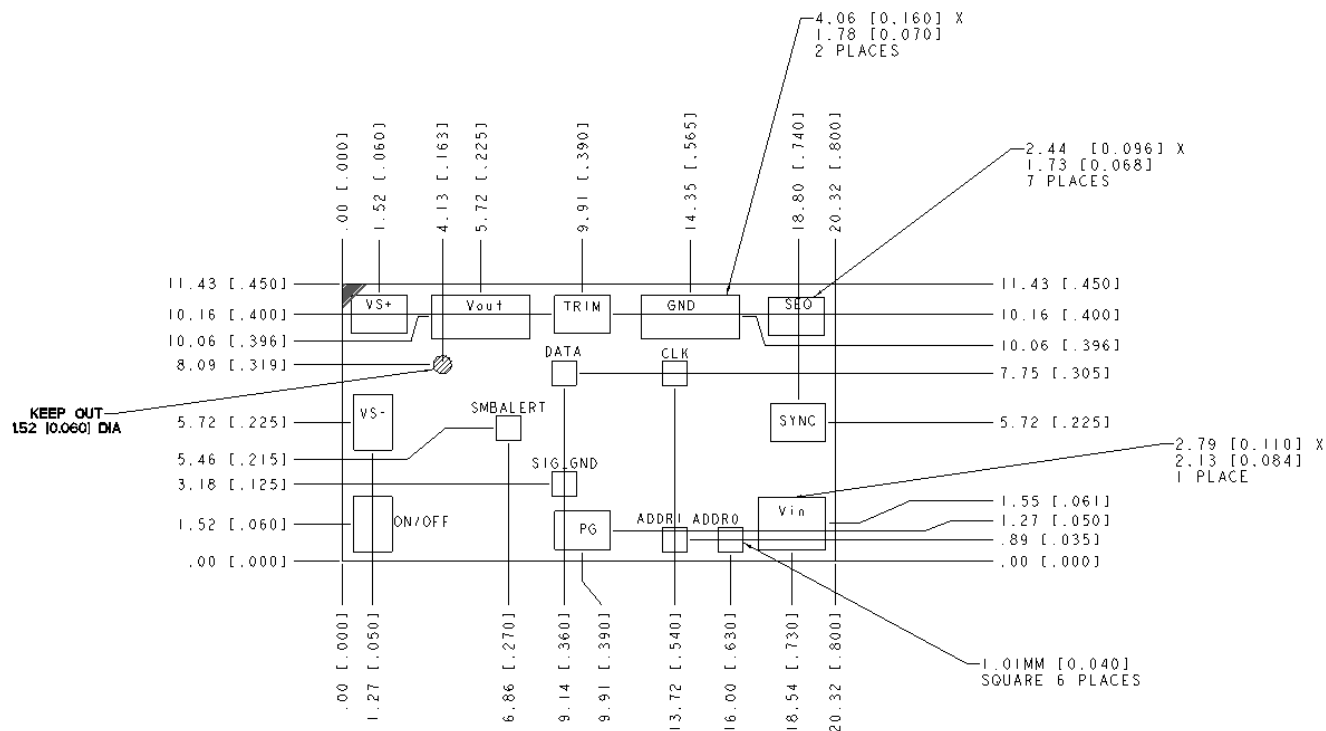 4.06 [0.160] X
1.78 [0.070]
2 PLACES
.00 [.000]
1.52 [.060]
4.13 [.163]
5.72 [.225]
9.91 [.390]
14.35 [.565]
18.80 [.740]
20.32 [.800]
2.44 [0.096] X
1.73 [0.068]
7 PLACES
11.43 [.450]
11.43 [.450]
VS+
Vout
TRIM
GND
SEQ
10.16 [.400]
10.16 [.400]
10.06 [.396]
10.06 [.396]
DATA
CLK
8.09 [.319]
7.75 [.305]
KEEP OUT
1.52 [0.060] DIA
VS-
SMBALERT
SYNC
5.72 [.225]
5.72 [.225]
2.79 [0.110] X
2.13 [0.084]
1 PLACE
5.46 [.215]
SIG_GND
3.18 [.125]
Vin
1.55 [.061]
1.52 [.060]
ON/OFF
PG
ADDR1
ADDR0
1.27 [.050]
.89 [.035]
.00 [.000]
.00 [.000]
.00 [.000]
1.27 [.050]
6.86 [.270]
9.14 [.360]
9.91 [.390]
13.72 [.540]
16.00 [.630]
18.54 [.730]
20.32 [.800]
1.01MM [0.040]
SQUARE 6 PLACES